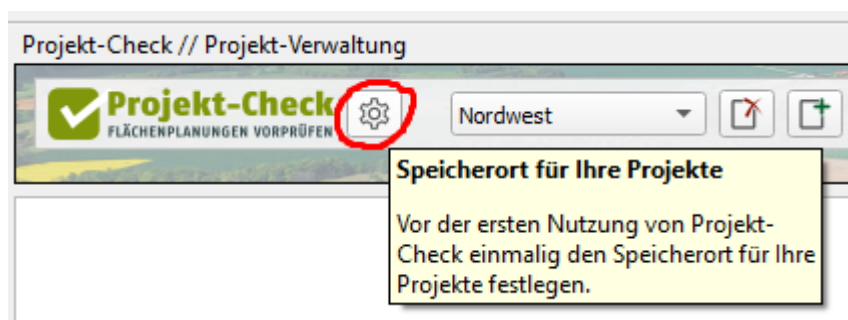 Projekt-Check // Projekt-Verwaltung
Projekt-Check
FLÄCHENPLANUNGEN VORPRÜFEN
Nordwest
Speicherort für Ihre Projekte
Vor der ersten Nutzung von Projekt-
Check einmalig den Speicherort für Ihre
Projekte festlegen.